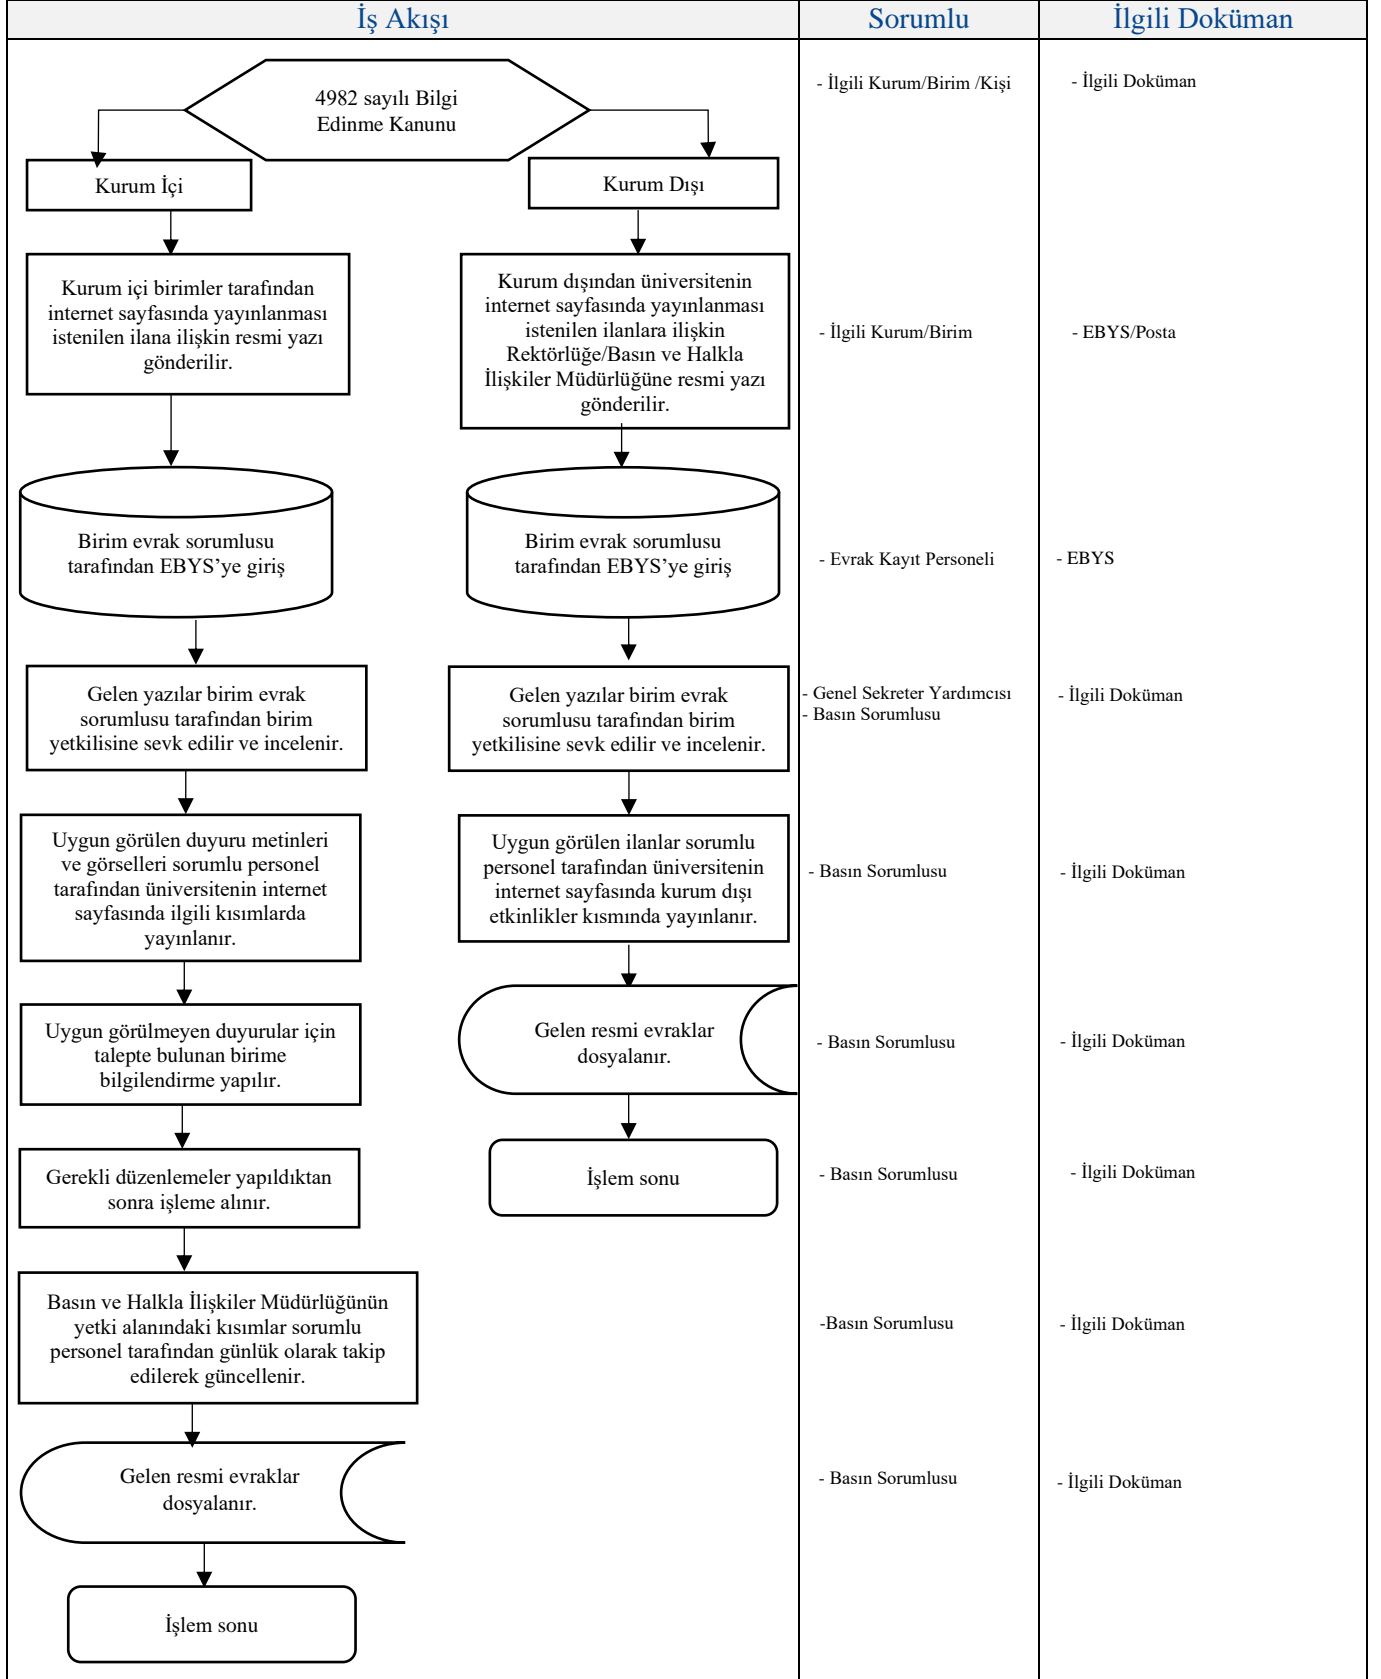 İş Akışı
Sorumlu
İlgili Doküman
4982 sayılı Bilgi
Edinme Kanunu
- İlgili Kurum/Birim /Kişi
- İlgili Doküman
Kurum İçi
Kurum Dışı
Kurum içi birimler tarafından
internet sayfasında yayınlanması
istenilen ilana ilişkin resmi yazı
gönderilir.
Kurum dışından üniversitenin
internet sayfasında yayınlanması
istenilen ilanlara ilişkin
Rektörlüğe/Basın ve Halkla
İlişkiler Müdürlüğüne resmi yazı
gönderilir.
- İlgili Kurum/Birim
- EBYS/Posta
Birim evrak sorumlusu
tarafından EBYS’ye giriş
Birim evrak sorumlusu
tarafından EBYS’ye giriş
- Evrak Kayıt Personeli
- EBYS
Gelen yazılar birim evrak
sorumlusu tarafından birim
yetkilisine sevk edilir ve incelenir.
Gelen yazılar birim evrak
sorumlusu tarafından birim
yetkilisine sevk edilir ve incelenir.
- Genel Sekreter Yardımcısı
- Basın Sorumlusu
- İlgili Doküman
Uygun görülen duyuru metinleri
ve görselleri sorumlu personel
tarafından üniversitenin internet
sayfasında ilgili kısımlarda
yayınlanır.
Uygun görülen ilanlar sorumlu
personel tarafından üniversitenin
internet sayfasında kurum dışı
etkinlikler kısmında yayınlanır.
- Basın Sorumlusu
- İlgili Doküman
Uygun görülmeyen duyurular için
talepte bulunan birime
bilgilendirme yapılır.
Gelen resmi evraklar
dosyalanır.
- Basın Sorumlusu
- İlgili Doküman
Gerekli düzenlemeler yapıldıktan
sonra işleme alınır.
İşlem sonu
- Basın Sorumlusu
- İlgili Doküman
Basın ve Halkla İlişkiler Müdürlüğünün
yetki alanındaki kısımlar sorumlu
personel tarafından günlük olarak takip
edilerek güncellenir.
-Basın Sorumlusu
- İlgili Doküman
Gelen resmi evraklar
dosyalanır.
- Basın Sorumlusu
- İlgili Doküman
İşlem sonu